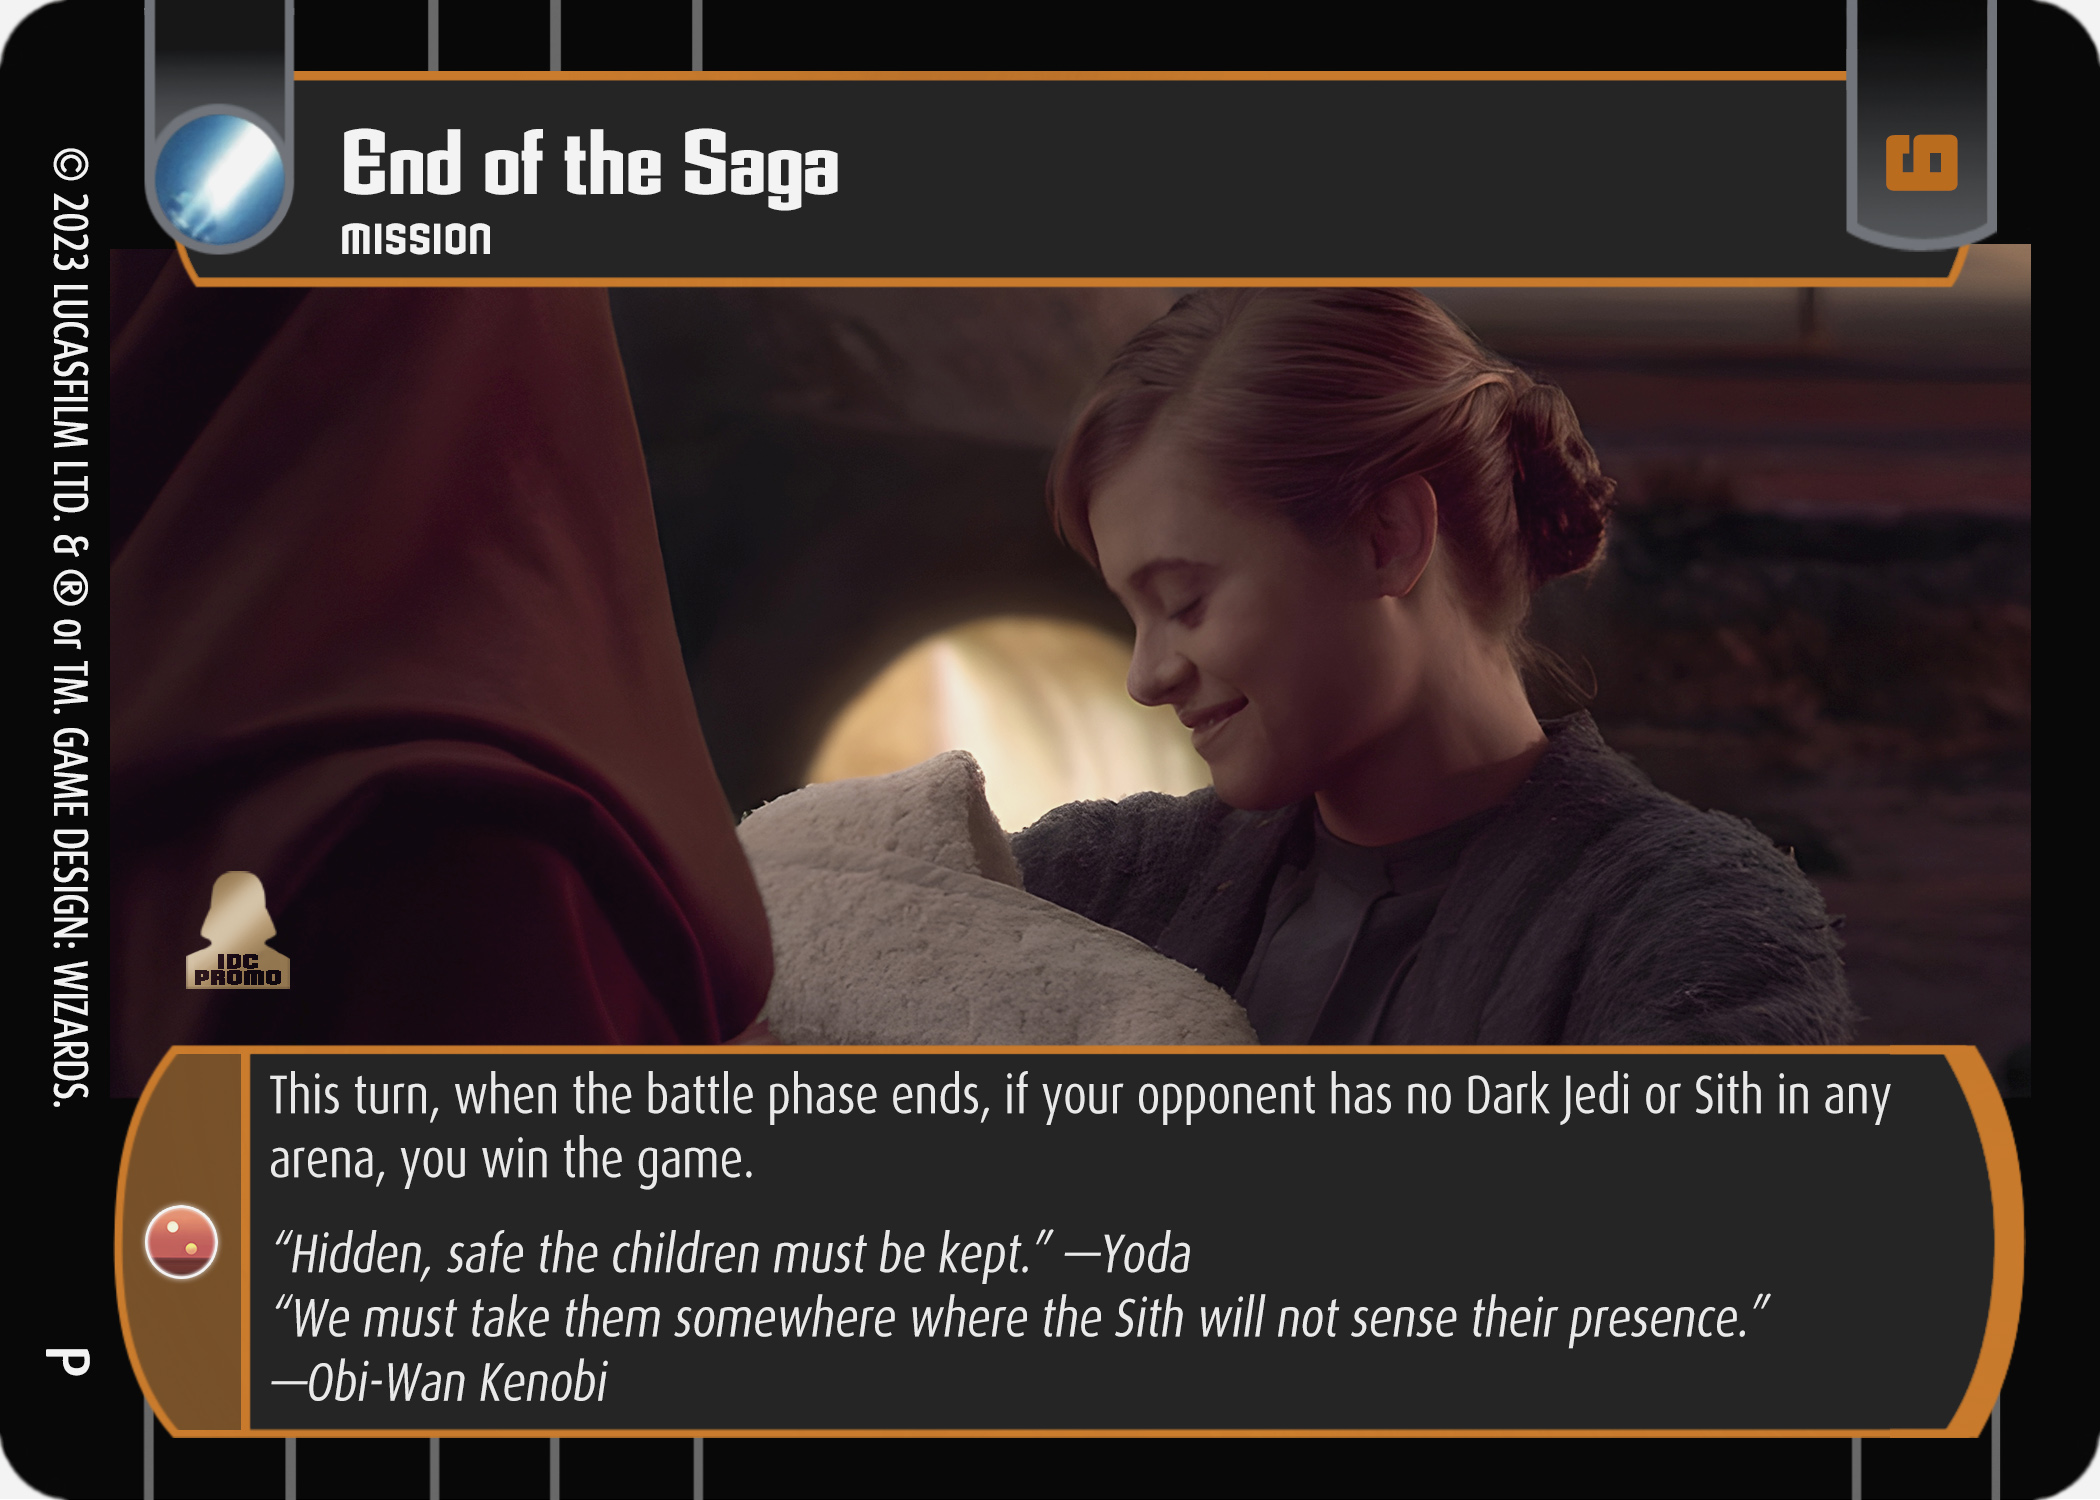 End of the Saga
MISSION
6
© 2023 LUCASFILM LTD. & ® or TM. GAME DESIGN: WIZARDS.
IDC
PROMO
This turn, when the battle phase ends, if your opponent has no Dark Jedi or Sith in any
arena, you win the game.
“Hidden, safe the children must be kept.” —Yoda
“We must take them somewhere where the Sith will not sense their presence.”
—Obi-Wan Kenobi
P